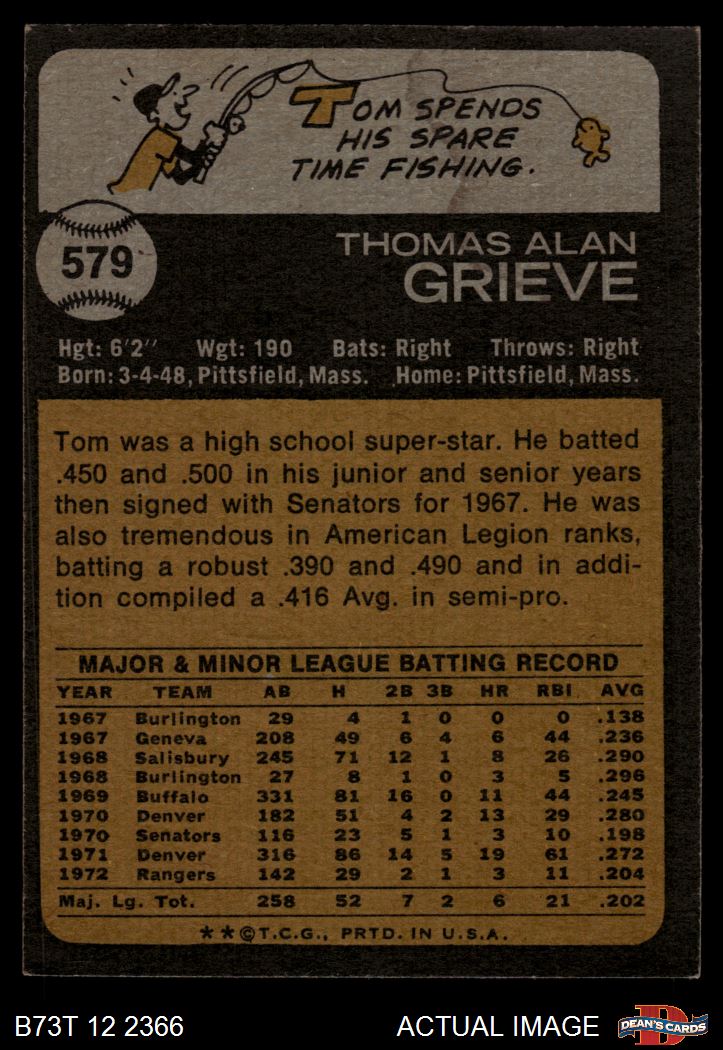 TOM SPENDS
HIS SPARE
TIME FISHING.
579
THOMAS ALAN
GRIEVE
Hgt: 6'2" Wgt: 190 Bats: Right Throws: Right
Born: 3-4-48, Pittsfield, Mass. Home: Pittsfield, Mass.
Tom was a high school super-star. He batted
.450 and .500 in his junior and senior years
then signed with Senators for 1967. He was
also tremendous in American Legion ranks,
batting a robust .390 and .490 and in addi-
tion compiled a .416 Avg. in semi-pro.
MAJOR & MINOR LEAGUE BATTING RECORD
YEAR TEAM AB H 2B 3B HR RBI AVG
1967 Burlington 29 4 1 0 0 0 .138
1967 Geneva 208 49 6 4 6 44 .236
1968 Salisbury 245 71 12 1 8 26 .290
1968 Burlington 27 8 1 0 3 5 .296
1969 Buffalo 331 81 16 0 11 44 .245
1970 Denver 182 51 4 2 13 29 .280
1970 Senators 116 23 5 1 3 10 .198
1971 Denver 316 86 14 5 19 61 .272
1972 Rangers 142 29 2 1 3 11 .204
Maj. Lg. Tot. 258 52 7 2 6 21 .202
**©T.C.G., PRTD. IN U.S.A.
B73T 12 2366 ACTUAL IMAGE D DEAN'S CARDS